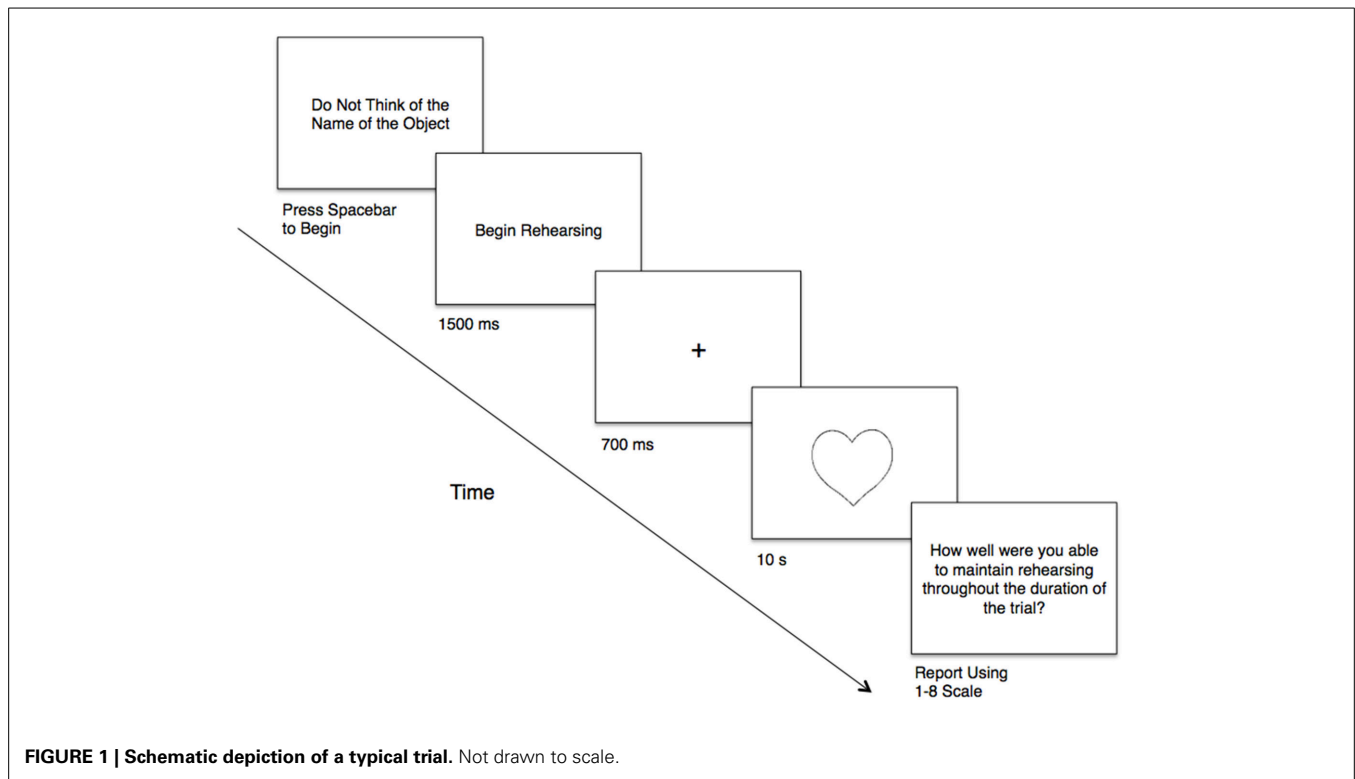 Do Not Think of the
Name of the Object
Press Spacebar
to Begin
Begin Rehearsing
1500 ms
+
700 ms
Time
10 s
How well were you able
to maintain rehearsing
throughout the duration of
the trial?
Report Using
1-8 Scale
FIGURE 1 | Schematic depiction of a typical trial. Not drawn to scale.